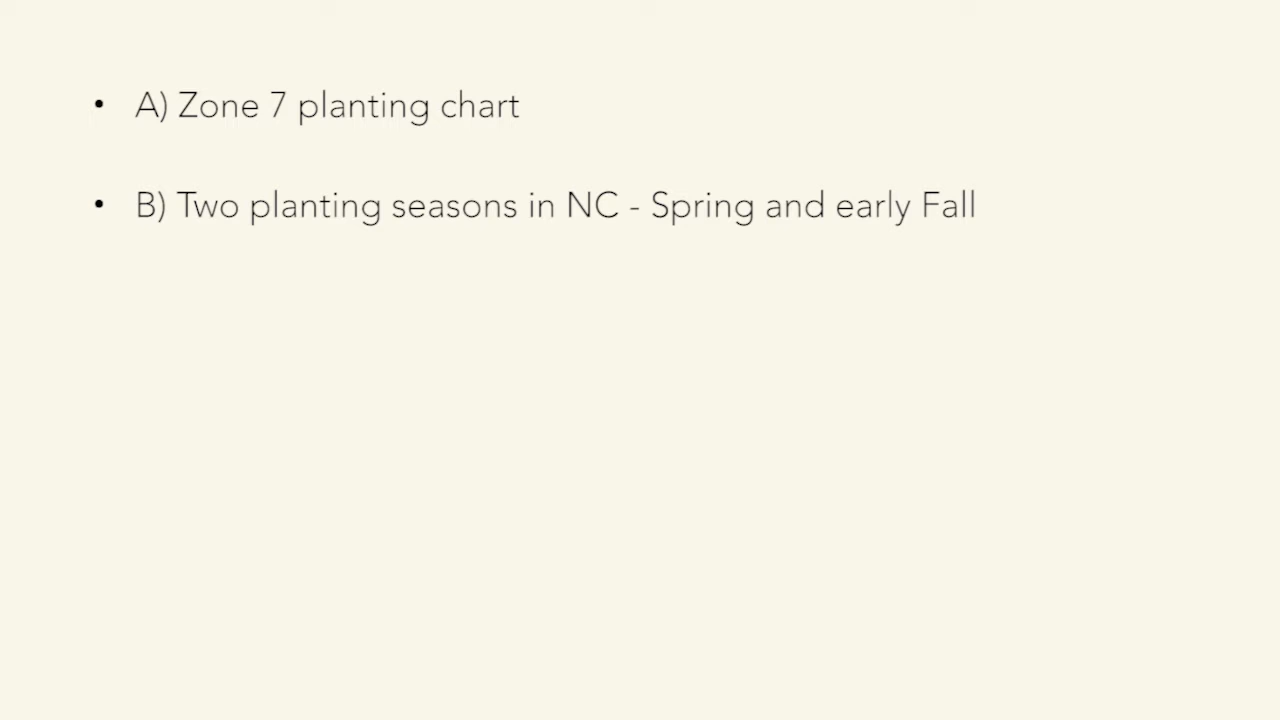 • A) Zone 7 planting chart
• B) Two planting seasons in NC - Spring and early Fall